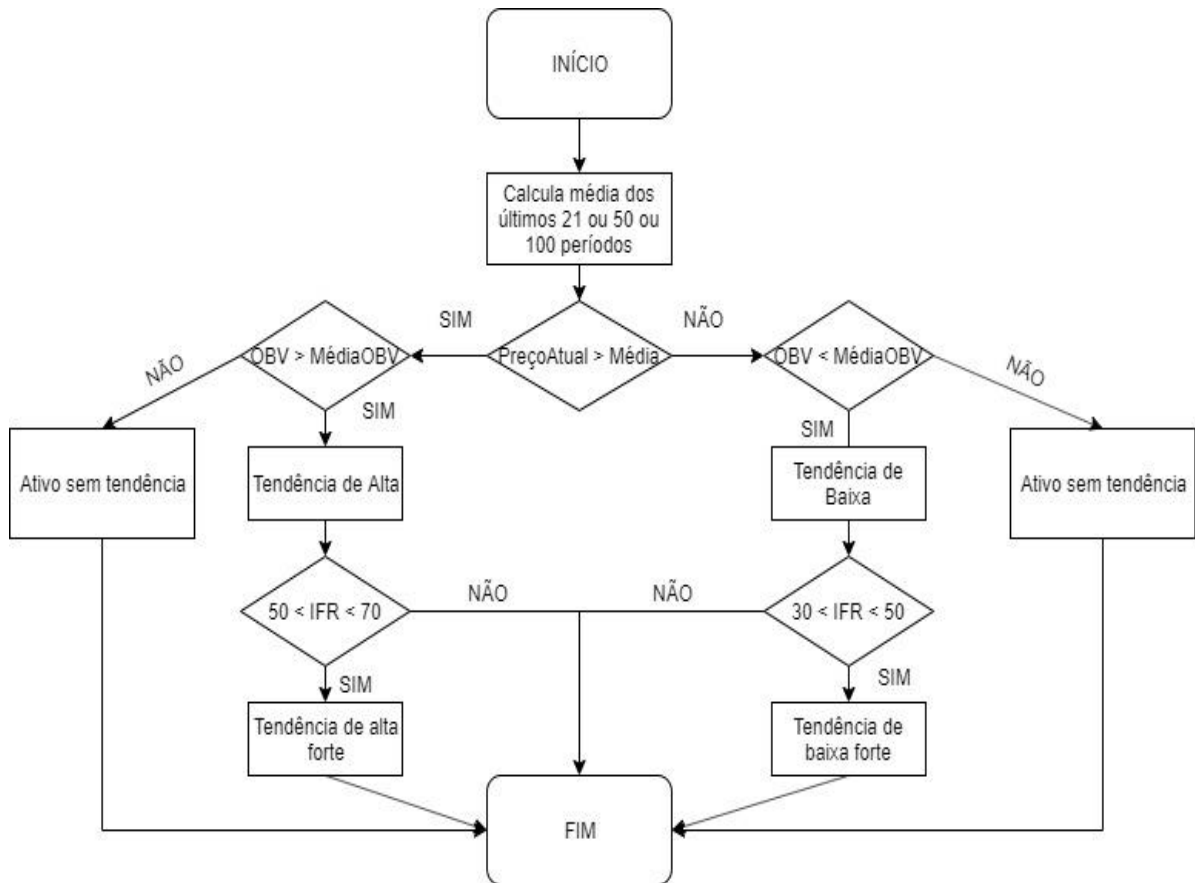 INÍCIO
Calcula média dos
últimos 21 ou 50 ou
100 períodos
SIM
NÃO
OBV > MédiaOBV
PreçoAtual > Média
OBV < MédiaOBV
NÃO
NÃO
SIM
SIM
Ativo sem tendência
Tendência de Alta
Tendência de
Baixa
Ativo sem tendência
50 < IFR < 70
NÃO
NÃO
30 < IFR < 50
SIM
SIM
Tendência de alta
forte
Tendência de
baixa forte
FIM